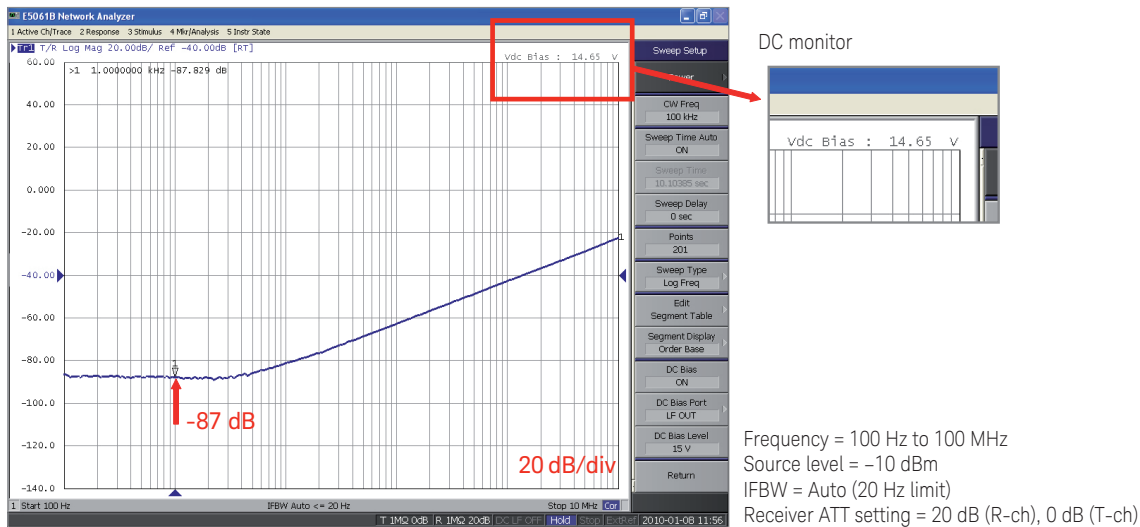 E5061B Network Analyzer
1 Active Ch/Trace 2 Response 3 Stimulus 4 Mkr/Analysis 5 Instr State
Tr1 T/R Log Mag 20.00dB/ Ref -40.00dB [RT]
Vdc Bias : 14.65 V
>1 1.0000000 kHz -87.829 dB
60.00
40.00
20.00
0.000
-20.00
-40.00
-60.00
-80.00
-100.0
-120.0
-140.0
1
1
-87 dB
20 dB/div
1 Start 100 Hz
IFBW Auto <= 20 Hz
Stop 10 MHz Cor
T 1MΩ 0dB R 1MΩ 20dB DC LF OFF Hold Stop ExtRef 2010-01-08 11:56
Sweep Setup
Power
CW Freq
100 kHz
Sweep Time Auto
ON
Sweep Time
10.10385 sec
Sweep Delay
0 sec
Points
201
Sweep Type
Log Freq
Edit
Segment Table
Segment Display
Order Base
DC Bias
ON
DC Bias Port
LF OUT
DC Bias Level
15 V
Return
DC monitor
Vdc Bias : 14.65 V
Frequency = 100 Hz to 100 MHz
Source level = –10 dBm
IFBW = Auto (20 Hz limit)
Receiver ATT setting = 20 dB (R-ch), 0 dB (T-ch)